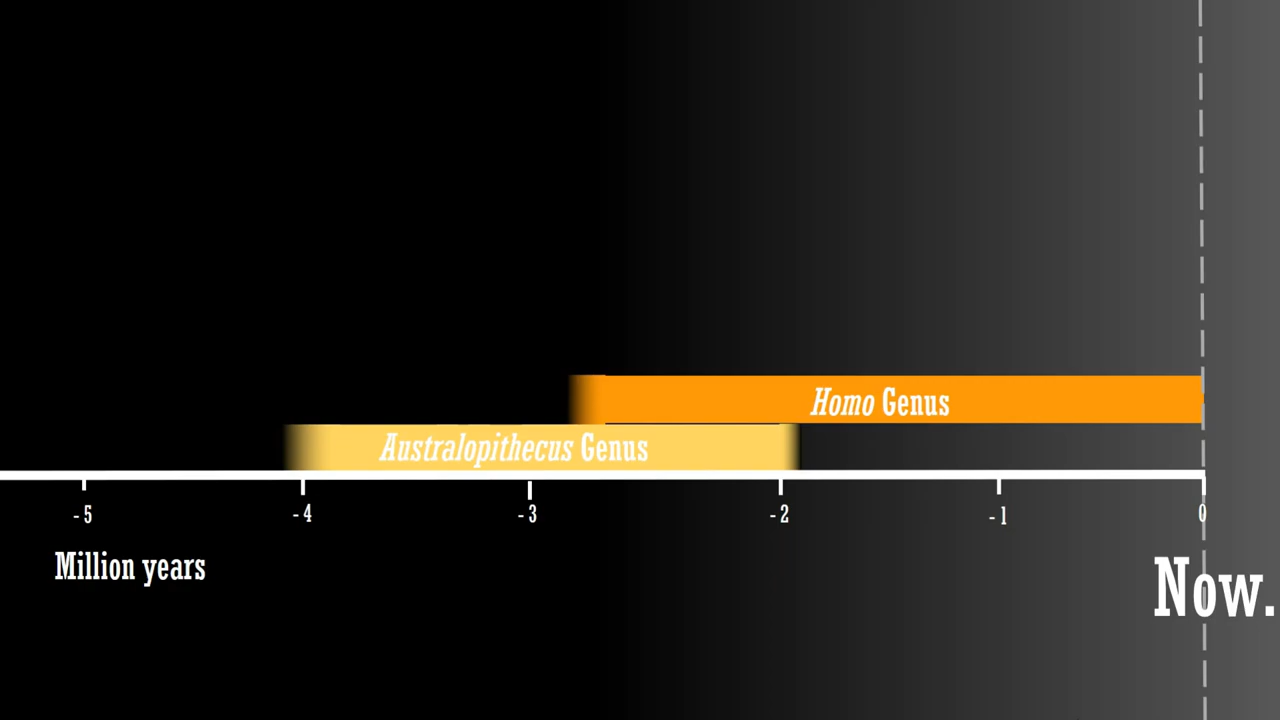 Homo Genus
Australopithecus Genus
- 5 - 4 - 3 - 2 - 1 0
Million years
Now.